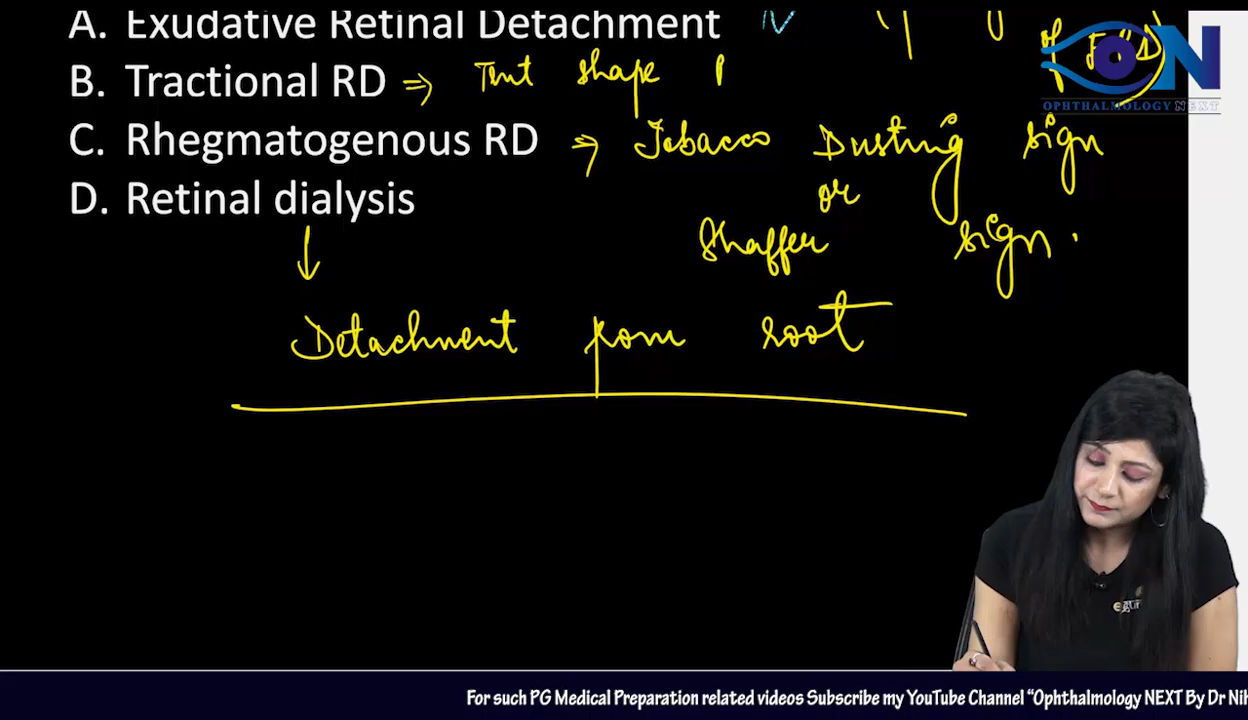 A. Exudative Retinal Detachment
of
ON
OPHTHALMOLOGY NEXT
B. Tractional RD ⇒ Tent shape
C. Rhegmatogenous RD ⇒ Tobacco Dusting sign
or
Shaffer sign.
D. Retinal dialysis
↓
Detachment from root
For such PG Medical Preparation related videos Subscribe my YouTube Channel "Ophthalmology NEXT By Dr Nih